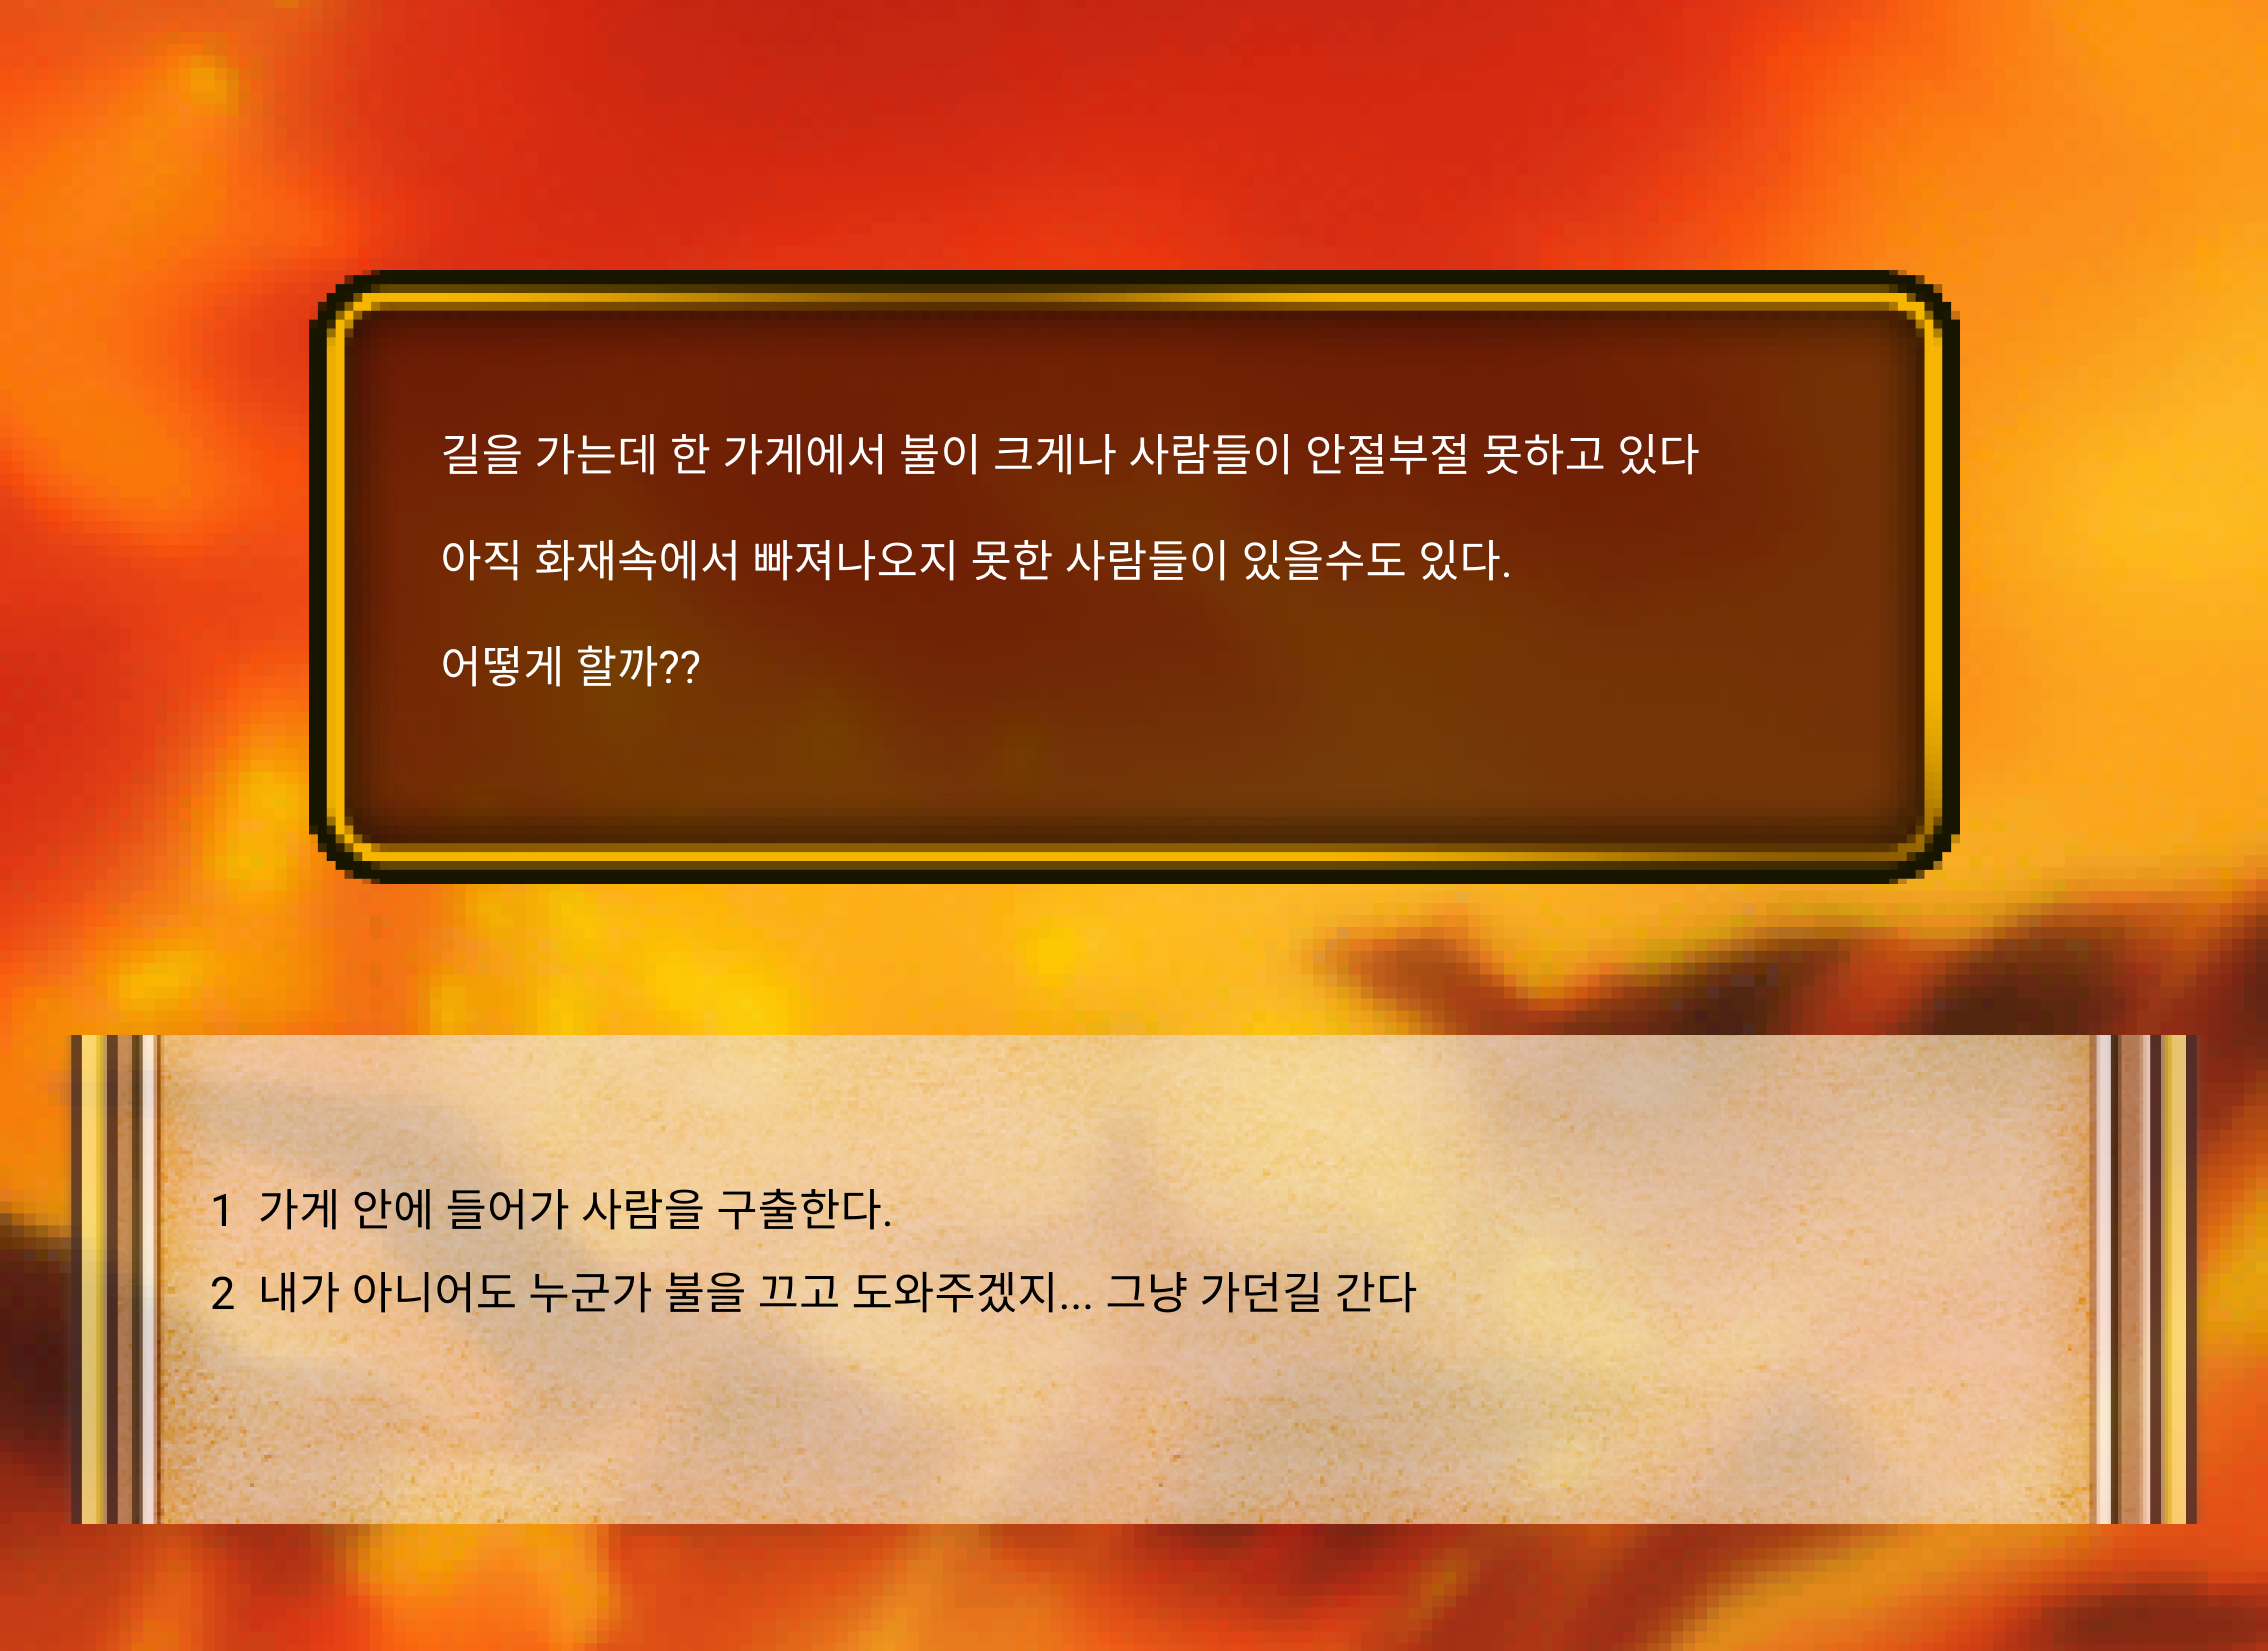 길을 가는데 한 가게에서 불이 크게나 사람들이 안절부절 못하고 있다
아직 화재속에서 빠져나오지 못한 사람들이 있을수도 있다.
어떻게 할까??
1 가게 안에 들어가 사람을 구출한다.
2 내가 아니어도 누군가 불을 끄고 도와주겠지... 그냥 가던길 간다